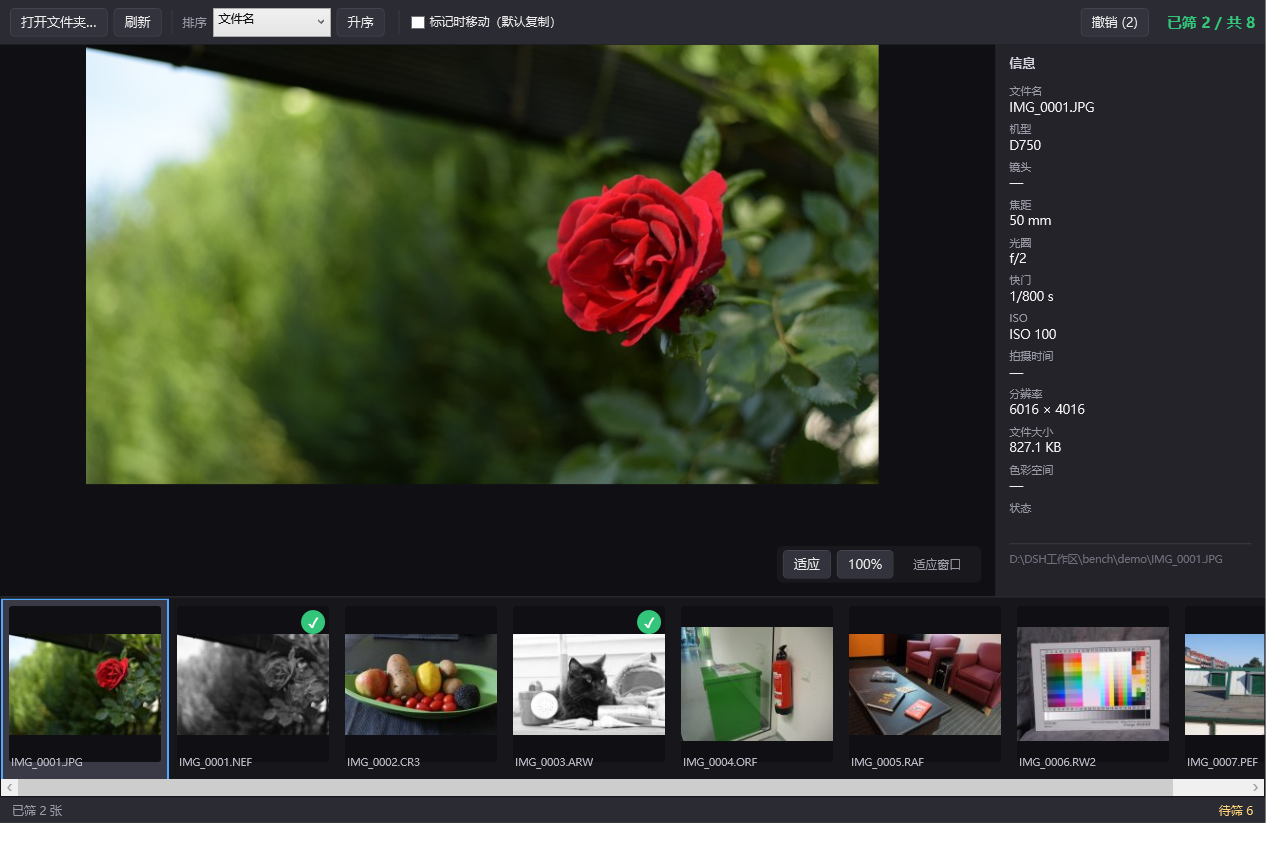 打开文件夹... 刷新 排序 文件名 升序 标记时移动（默认复制） 撤销 (2) 已筛 2 / 共 8
信息
文件名
IMG_0001.JPG
机型
D750
镜头
—
焦距
50 mm
光圈
f/2
快门
1/800 s
ISO
ISO 100
拍摄时间
—
分辨率
6016 × 4016
文件大小
827.1 KB
色彩空间
—
状态
D:\DSH工作区\bench\demo\IMG_0001.JPG
适应 100% 适应窗口
IMG_0001.JPG IMG_0001.NEF IMG_0002.CR3 IMG_0003.ARW IMG_0004.ORF IMG_0005.RAF IMG_0006.RW2 IMG_0007.PEF
已筛 2 张 待筛 6